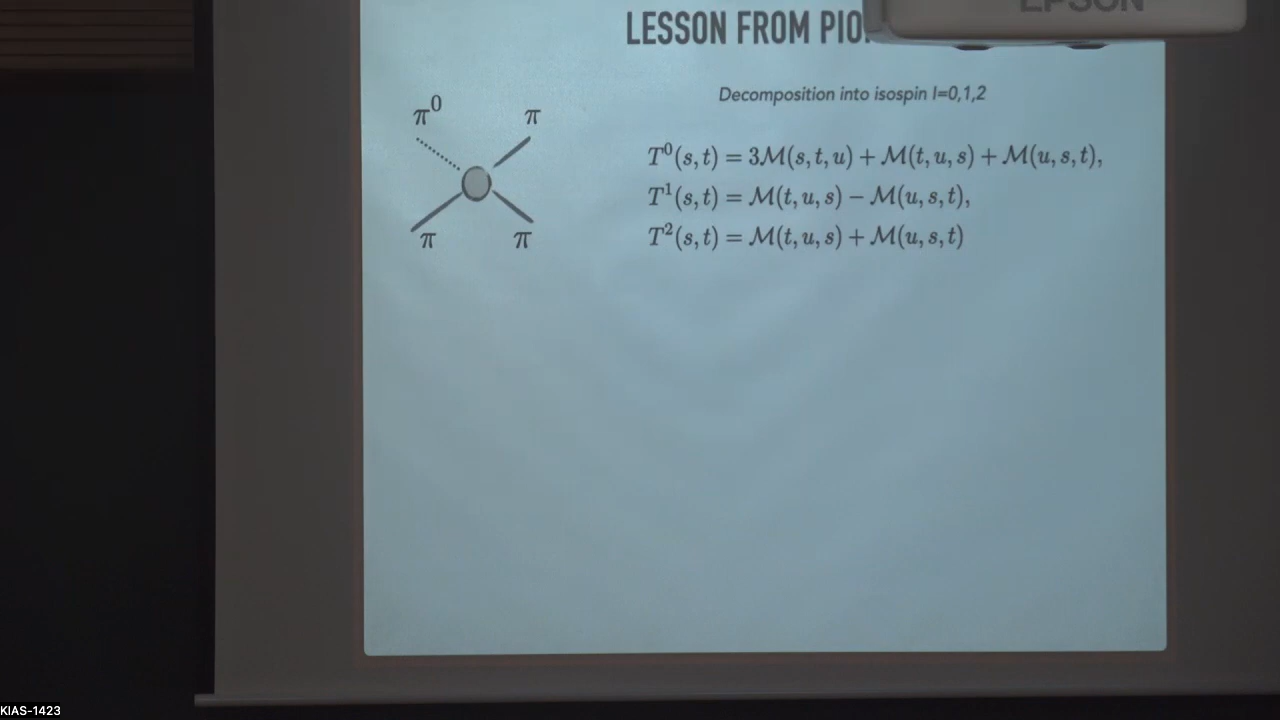 EPSON
LESSON FROM PIO
Decomposition into isospin I=0,1,2
π⁰ π
π π
T⁰(s,t) = 3ℳ(s,t,u) + ℳ(t,u,s) + ℳ(u,s,t),
T¹(s,t) = ℳ(t,u,s) − ℳ(u,s,t),
T²(s,t) = ℳ(t,u,s) + ℳ(u,s,t)
KIAS-1423